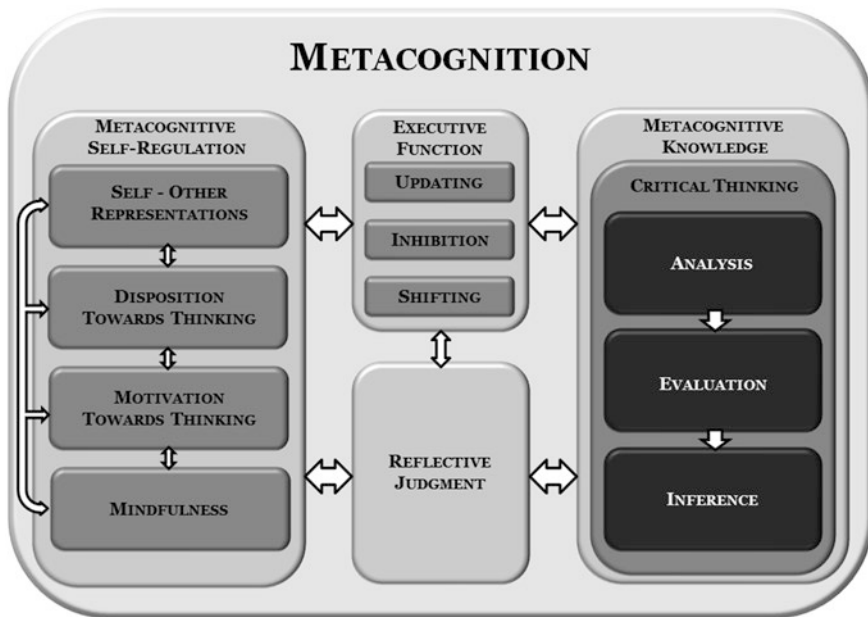 METACOGNITION
METACOGNITIVE
SELF-REGULATION
SELF - OTHER
REPRESENTATIONS
DISPOSITION
TOWARDS THINKING
MOTIVATION
TOWARDS THINKING
MINDFULNESS
EXECUTIVE
FUNCTION
UPDATING
INHIBITION
SHIFTING
REFLECTIVE
JUDGMENT
METACOGNITIVE
KNOWLEDGE
CRITICAL THINKING
ANALYSIS
EVALUATION
INFERENCE